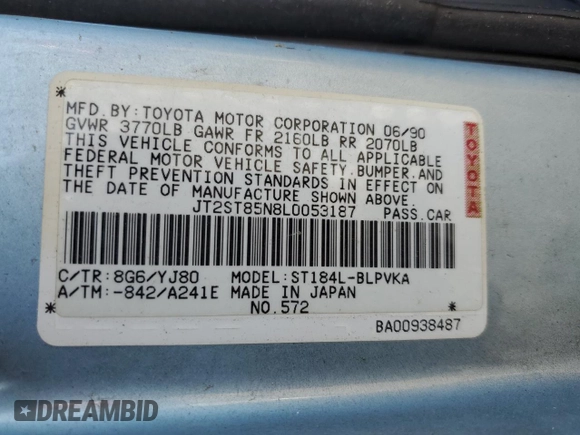 MFD. BY: TOYOTA MOTOR CORPORATION 06/90
GVWR 3770LB GAWR FR 2160LB RR 2070LB
THIS VEHICLE CONFORMS TO ALL APPLICABLE
FEDERAL MOTOR VEHICLE SAFETY, BUMPER, AND
THEFT PREVENTION STANDARDS IN EFFECT ON
THE DATE OF MANUFACTURE SHOWN ABOVE.
JT2ST85N8L0053187 PASS. CAR
TOYOTA
* *
C/TR: 8G6/YJ80 MODEL: ST184L-BLPVKA
A/TM: -842/A241E MADE IN JAPAN
* NO. 572 *
BA00938487
DREAMBID